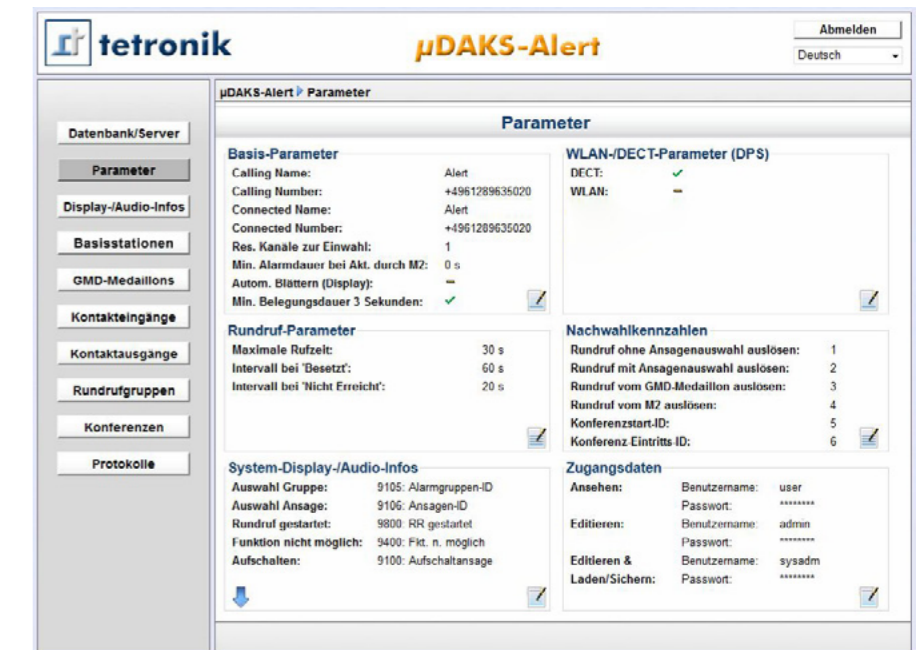 tetronik
µDAKS-Alert
Abmelden
Deutsch
µDAKS-Alert Parameter
Datenbank/Server
Parameter
Display-/Audio-Infos
Basisstationen
GMD-Medaillons
Kontakteingänge
Kontaktausgänge
Rundrufgruppen
Konferenzen
Protokolle
Parameter
Basis-Parameter
Calling Name: Alert
Calling Number: +4961289635020
Connected Name: Alert
Connected Number: +4961289635020
Res. Kanäle zur Einwahl: 1
Min. Alarmdauer bei Akt. durch M2: 0 s
Autom. Blättern (Display):
Min. Belegungsdauer 3 Sekunden:
WLAN-/DECT-Parameter (DPS)
DECT:
WLAN:
Rundruf-Parameter
Maximale Rufzeit: 30 s
Intervall bei 'Besetzt': 60 s
Intervall bei 'Nicht Erreicht': 20 s
Nachwahlkennzahlen
Rundruf ohne Ansagenauswahl auslösen: 1
Rundruf mit Ansagenauswahl auslösen: 2
Rundruf vom GMD-Medaillon auslösen: 3
Rundruf vom M2 auslösen: 4
Konferenzstart-ID: 5
Konferenz-Eintritts-ID: 6
System-Display-/Audio-Infos
Auswahl Gruppe: 9105: Alarmgruppen-ID
Auswahl Ansage: 9106: Ansagen-ID
Rundruf gestartet: 9800: RR gestartet
Funktion nicht möglich: 9400: Fkt. n. möglich
Aufschalten: 9100: Aufschaltansage
Zugangsdaten
Ansehen: Benutzername: user
Passwort: ********
Editieren: Benutzername: admin
Passwort: ********
Editieren & Benutzername: sysadm
Laden/Sichern: Passwort: ********